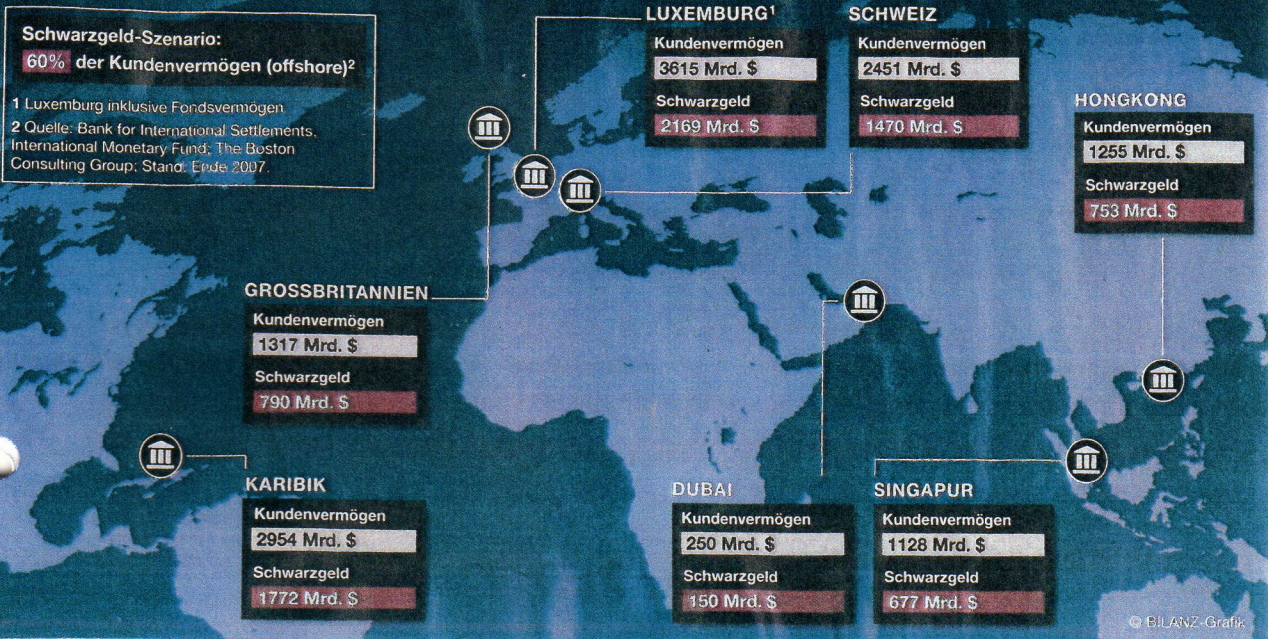 Schwarzgeld-Szenario:
60% der Kundenvermögen (offshore)²
1 Luxemburg inklusive Fondsvermögen
2 Quelle: Bank for International Settlements,
International Monetary Fund; The Boston
Consulting Group; Stand: Ende 2007.
LUXEMBURG¹
Kundenvermögen
3615 Mrd. $
Schwarzgeld
2169 Mrd. $
SCHWEIZ
Kundenvermögen
2451 Mrd. $
Schwarzgeld
1470 Mrd. $
HONGKONG
Kundenvermögen
1255 Mrd. $
Schwarzgeld
753 Mrd. $
GROSSBRITANNIEN
Kundenvermögen
1317 Mrd. $
Schwarzgeld
790 Mrd. $
KARIBIK
Kundenvermögen
2954 Mrd. $
Schwarzgeld
1772 Mrd. $
DUBAI
Kundenvermögen
250 Mrd. $
Schwarzgeld
150 Mrd. $
SINGAPUR
Kundenvermögen
1128 Mrd. $
Schwarzgeld
677 Mrd. $
© BILANZ-Grafik